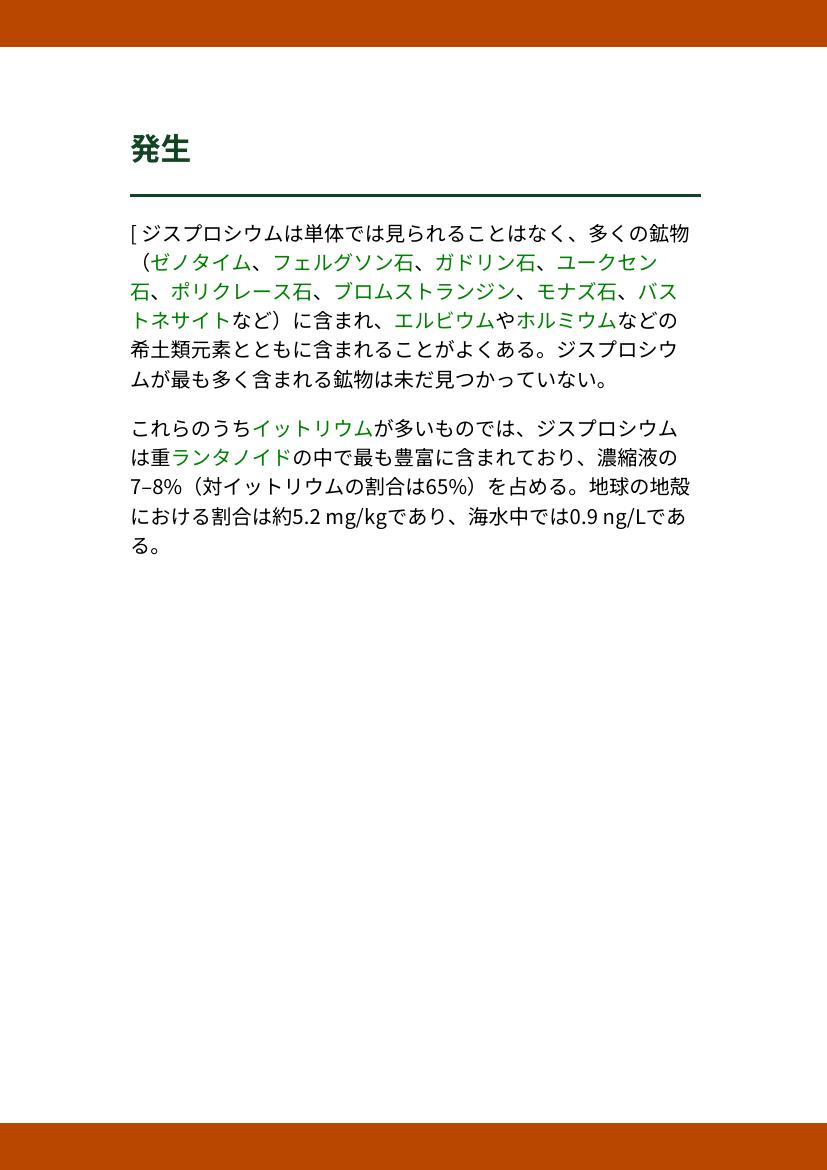 発生
[ ジスプロシウムは単体では見られることはなく、多くの鉱物
（ゼノタイム、フェルグソン石、ガドリン石、ユークセン
石、ポリクレース石、ブロムストランジン、モナズ石、バス
トネサイトなど）に含まれ、エルビウムやホルミウムなどの
希土類元素とともに含まれることがよくある。ジスプロシウ
ムが最も多く含まれる鉱物は未だ見つかっていない。
これらのうちイットリウムが多いものでは、ジスプロシウム
は重ランタノイドの中で最も豊富に含まれており、濃縮液の
7–8%（対イットリウムの割合は65%）を占める。地球の地殻
における割合は約5.2 mg/kgであり、海水中では0.9 ng/Lであ
る。